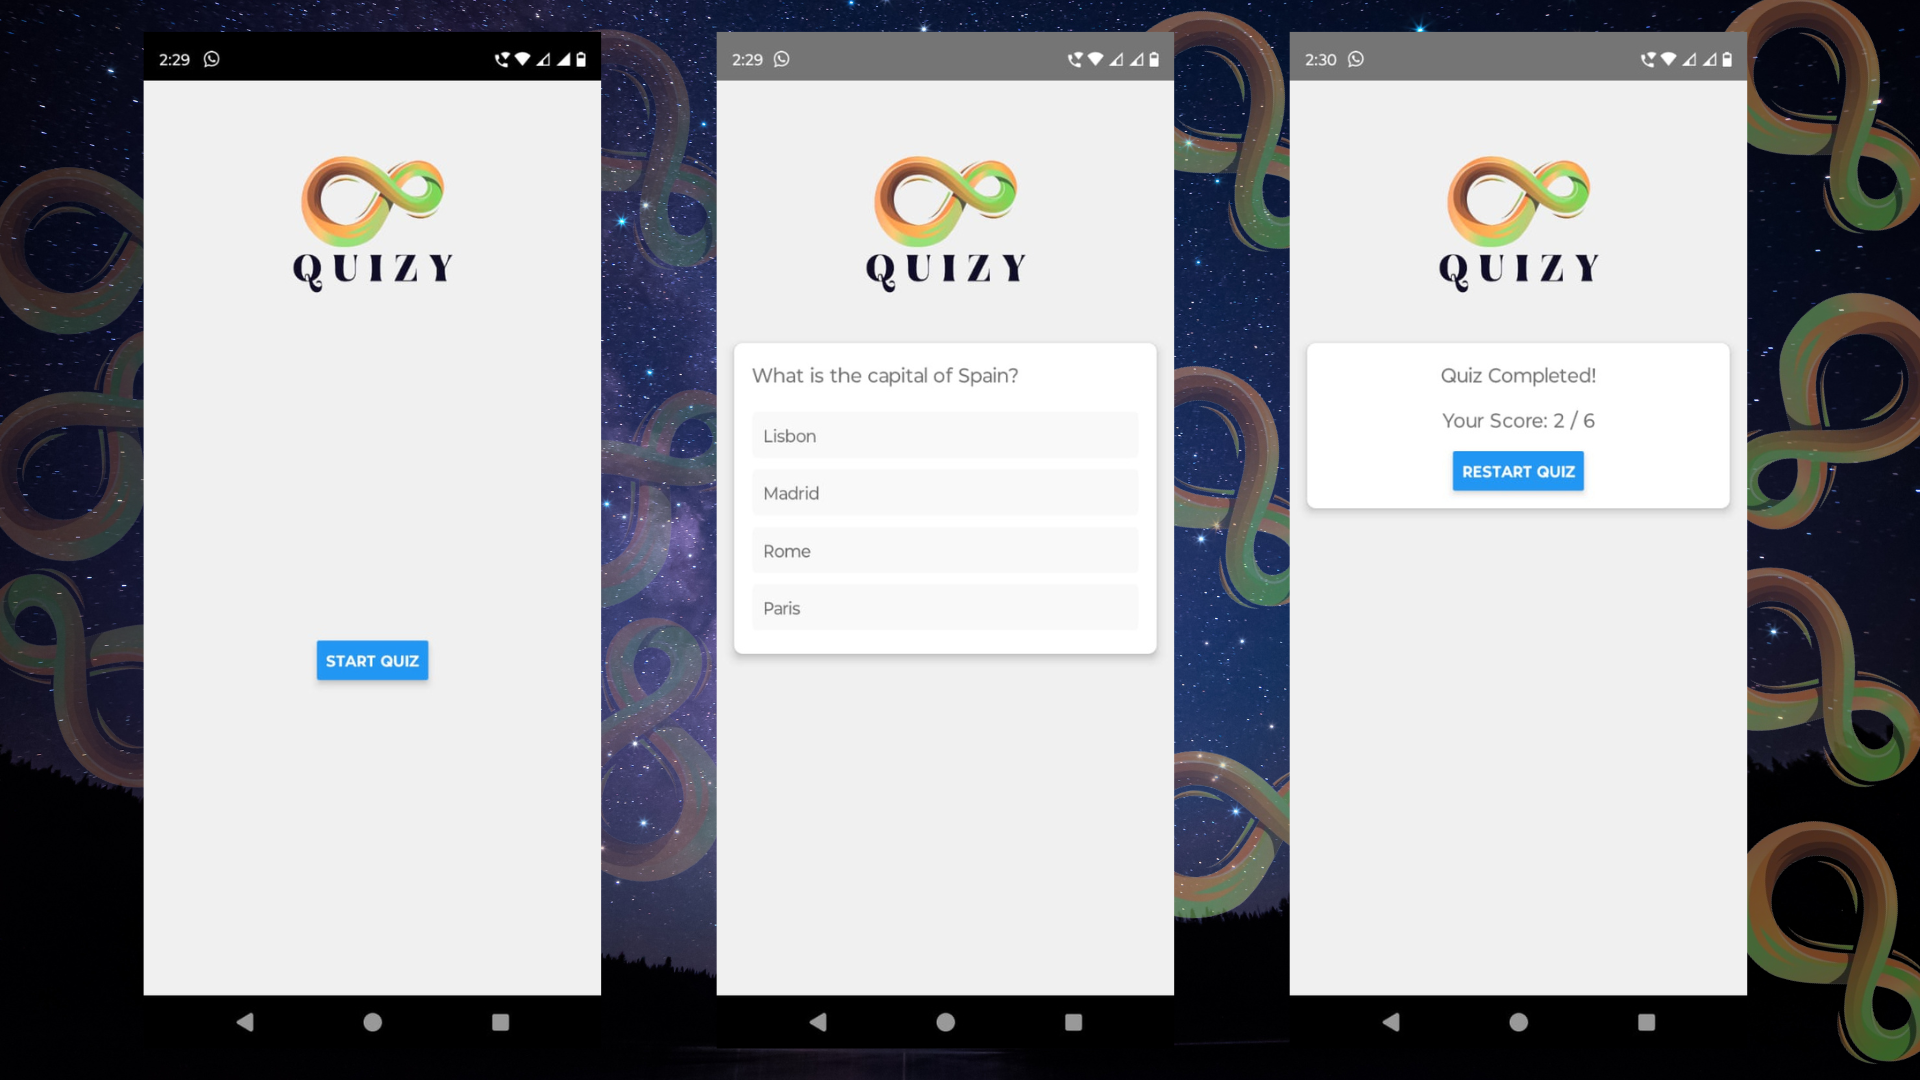 2:29
QUIZY
START QUIZ
2:29
QUIZY
What is the capital of Spain?
Lisbon
Madrid
Rome
Paris
2:30
QUIZY
Quiz Completed!
Your Score: 2 / 6
RESTART QUIZ